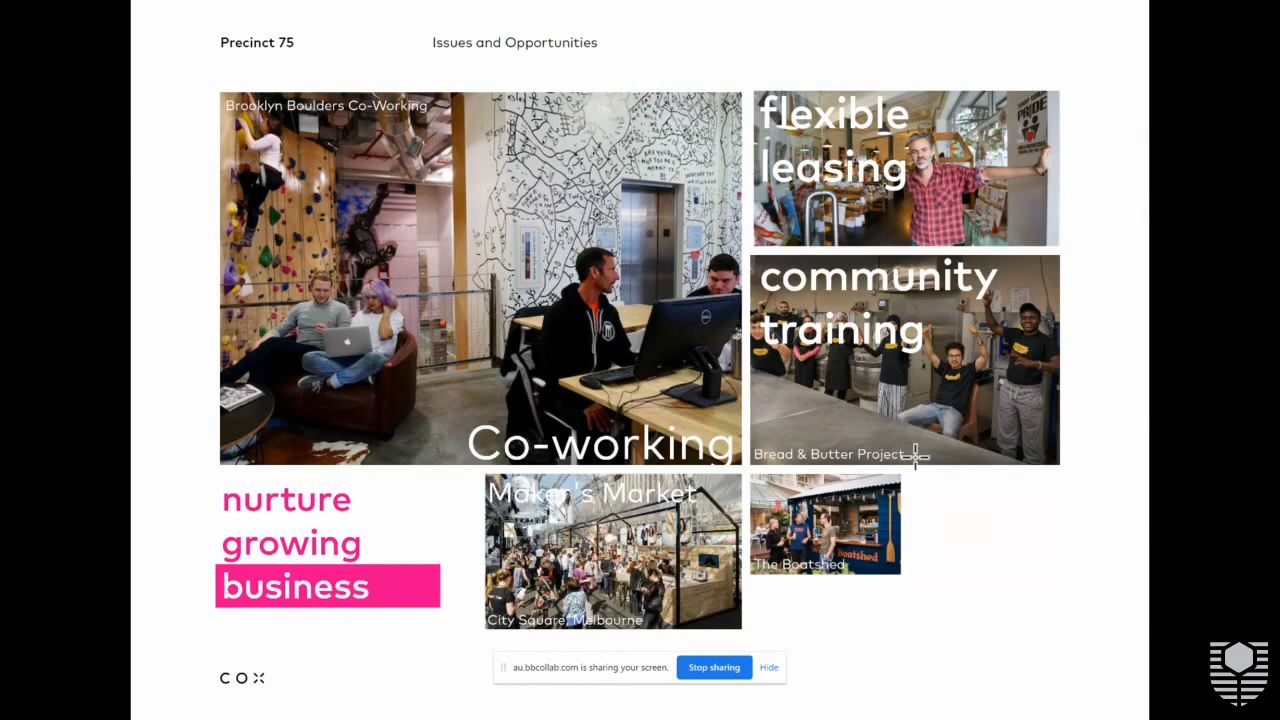 Precinct 75
Issues and Opportunities
Brooklyn Boulders Co-Working
Co-working
flexible
leasing
PRIDE
community
training
Bread & Butter Project
nurture
growing
business
Maker's Market
City Square, Melbourne
Boatshed
The Boatshed
au.bbcollab.com is sharing your screen.
Stop sharing
Hide
COX